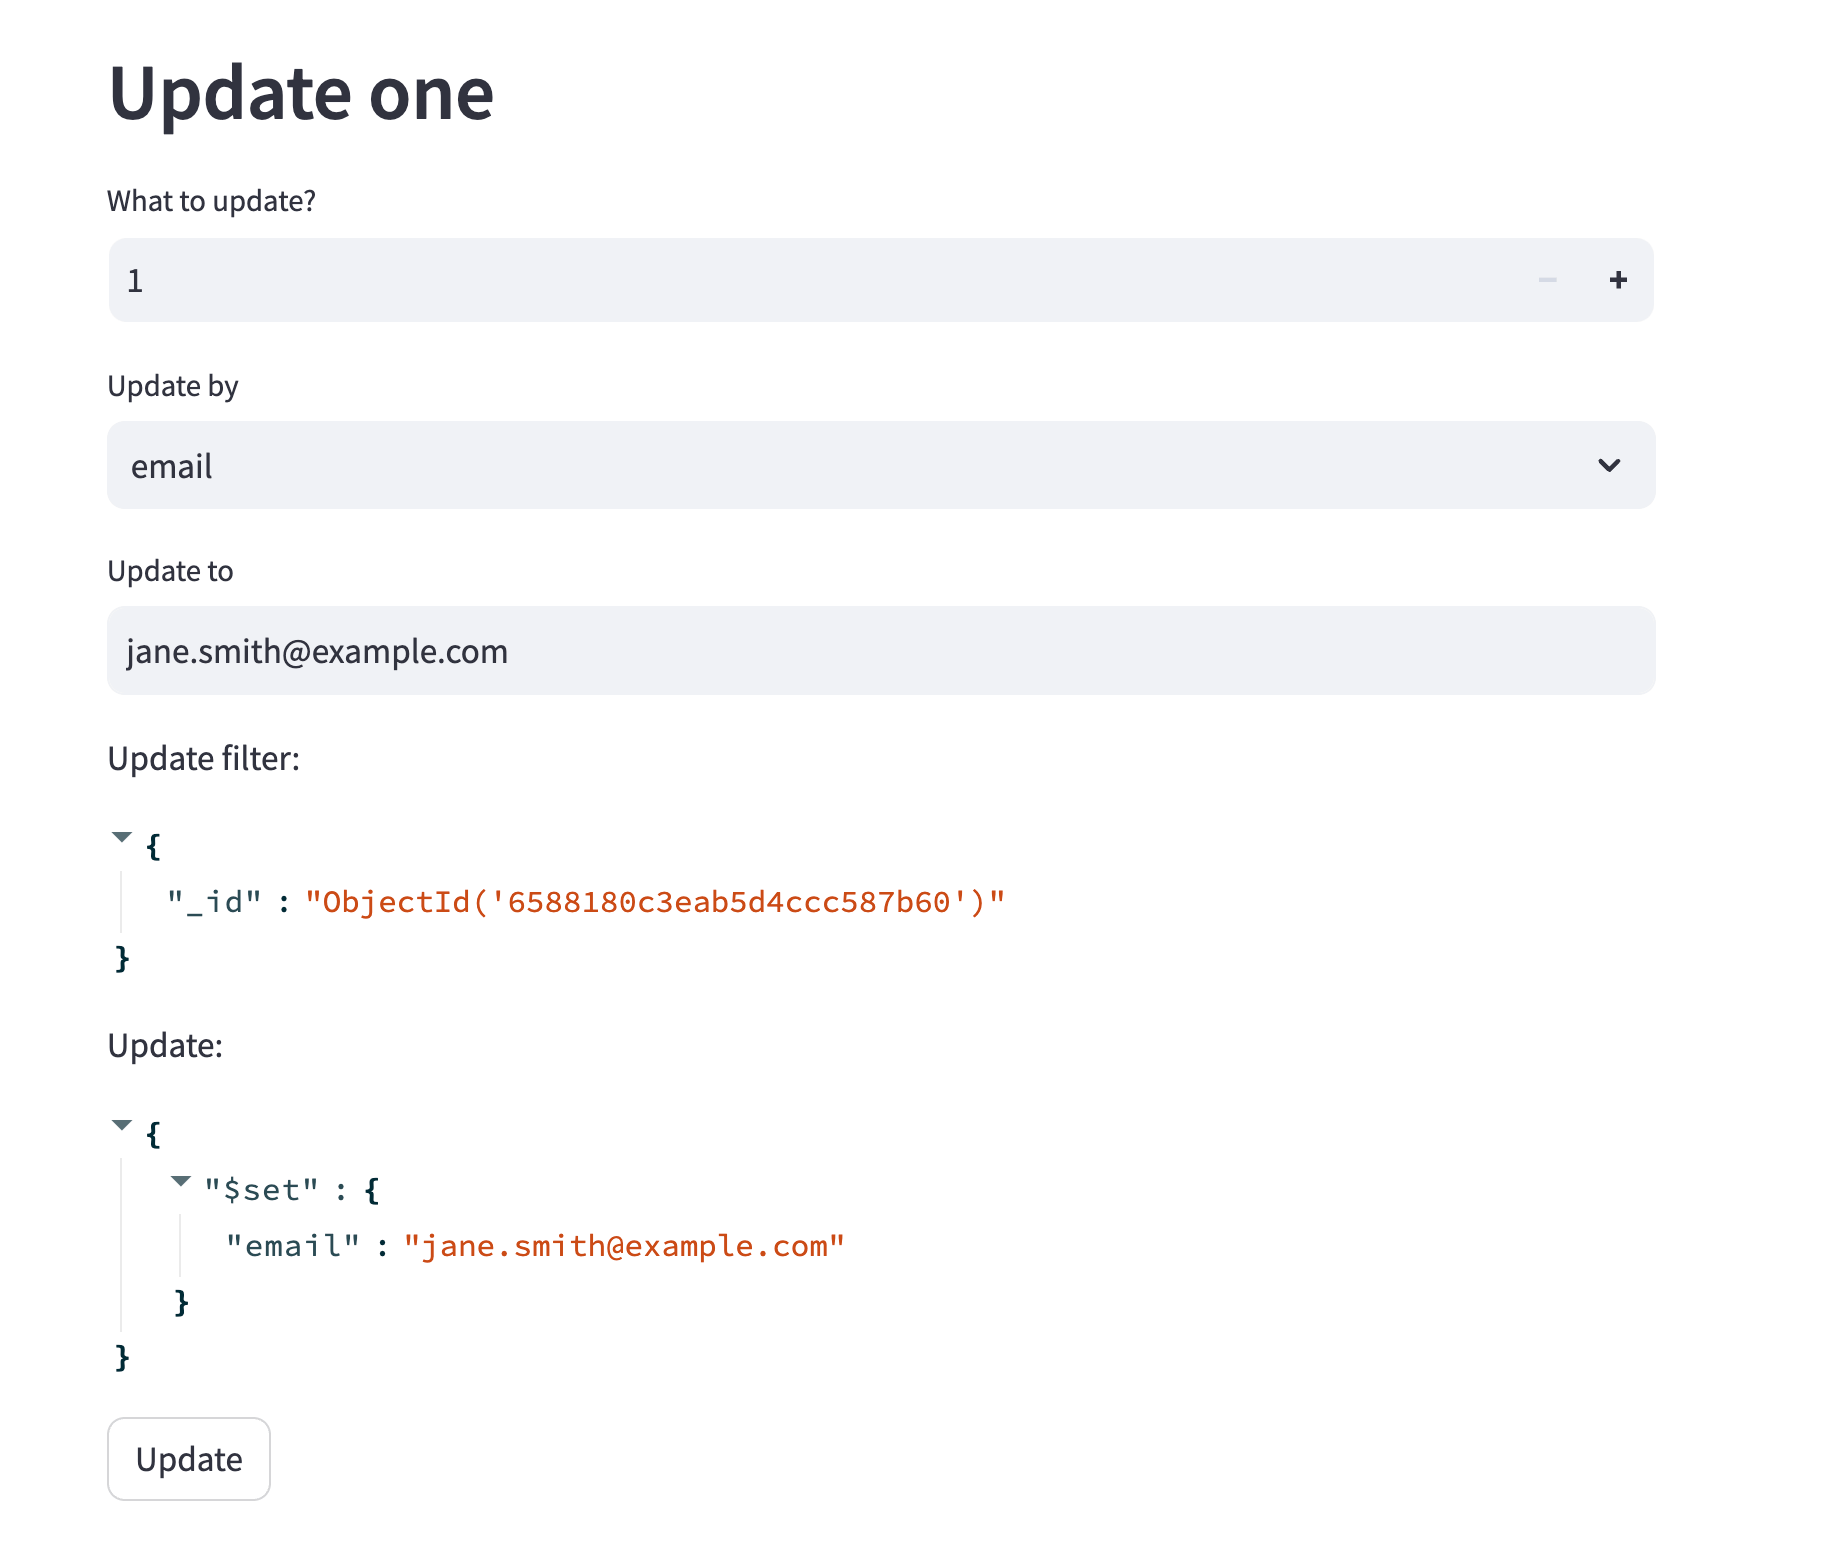 Update one
What to update?
1
Update by
email
Update to
jane.smith@example.com
Update filter:
{
"_id" : "ObjectId('6588180c3eab5d4ccc587b60')"
}
Update:
{
"$set" : {
"email" : "jane.smith@example.com"
}
}
Update